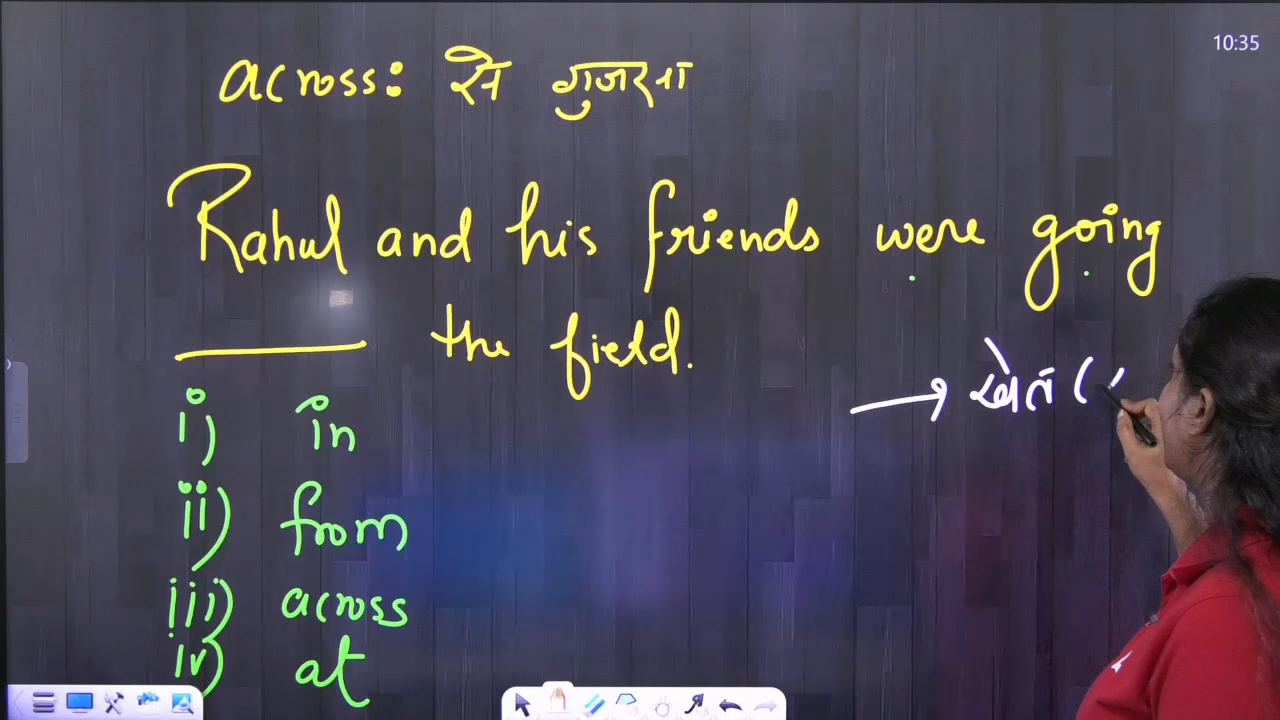 10:35
across: से गुजरना
Rahul and his friends were going
_____ the field.
→ खेत (
i) in
ii) from
iii) across
iv) at